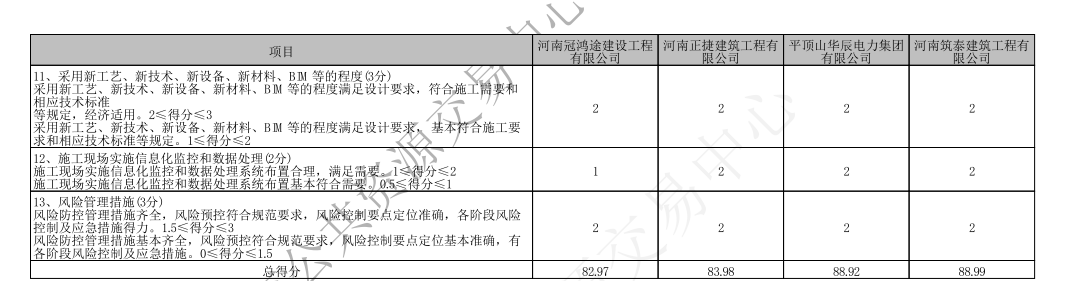 项目 河南冠鸿途建设工程有限公司 河南正捷建筑工程有限公司 平顶山华辰电力集团有限公司 河南筑泰建筑工程有限公司
11、采用新工艺、新技术、新设备、新材料、BIM 等的程度(3分)
采用新工艺、新技术、新设备、新材料、BIM 等的程度满足设计要求，符合施工需要和
相应技术标准
等规定，经济适用。2≤得分≤3
采用新工艺、新技术、新设备、新材料、BIM 等的程度满足设计要求， 基本符合施工要
求和相应技术标准等规定。1≤得分≤2
2 2 2 2
12、施工现场实施信息化监控和数据处理(2分)
施工现场实施信息化监控和数据处理系统布置合理，满足需要。1≤得分≤2
施工现场实施信息化监控和数据处理系统布置基本符合需要。0.5≤得分≤1
1 2 2 2
13、风险管理措施(3分)
风险防控管理措施齐全，风险预控符合规范要求，风险控制要点定位准确，各阶段风险
控制及应急措施得力。1.5≤得分≤3
风险防控管理措施基本齐全，风险预控符合规范要求，风险控制要点定位基本准确，有
各阶段风险控制及应急措施。0≤得分≤1.5
2 2 2 2
总得分 82.97 83.98 88.92 88.99
公共资源交易中心
交易中心